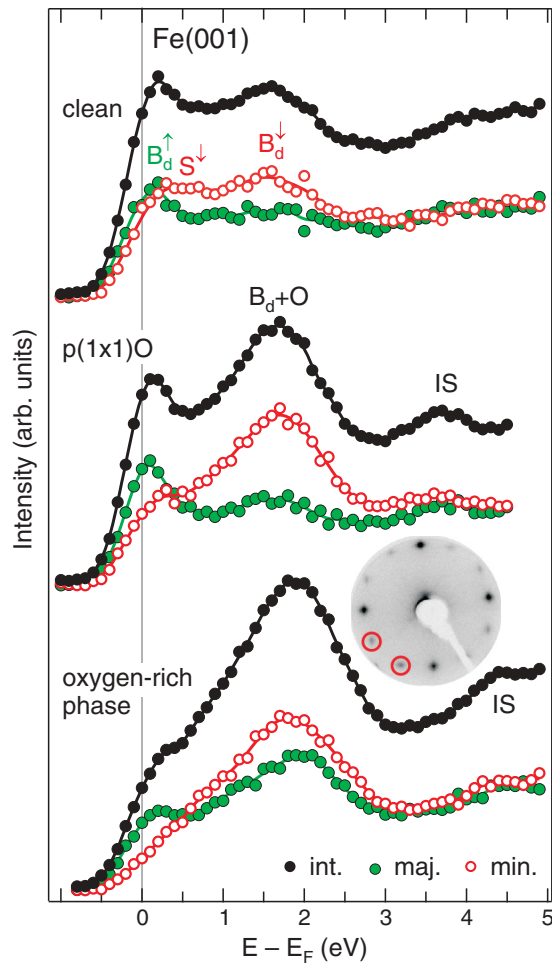 Fe(001)
clean
B_d^↑
S^↓
B_d^↓
B_d+O
p(1x1)O
IS
oxygen-rich
phase
IS
int.
maj.
min.
0
1
2
3
4
5
E – E_F (eV)
Intensity (arb. units)